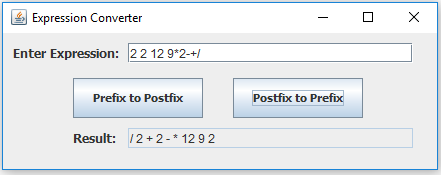 Expression Converter
Enter Expression: 2 2 12 9*2-+/
Prefix to Postfix Postfix to Prefix
Result: / 2 + 2 - * 12 9 2